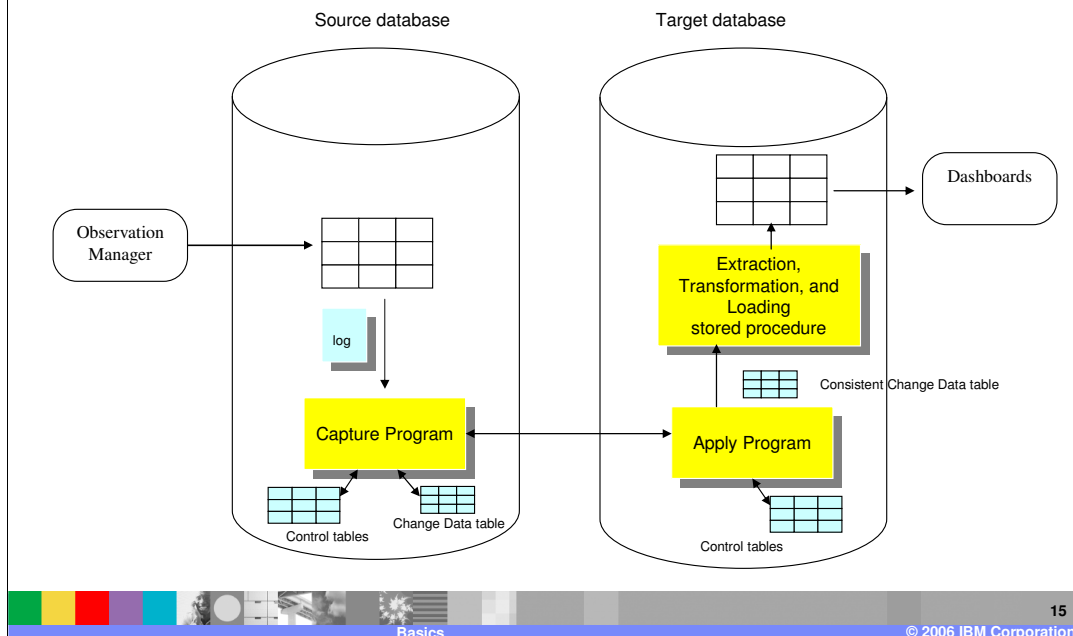 Source database
Target database
Dashboards
Observation
Manager
Extraction,
Transformation, and
Loading
stored procedure
log
Consistent Change Data table
Capture Program
Apply Program
Change Data table
Control tables
Control tables
15
Basics
© 2006 IBM Corporation